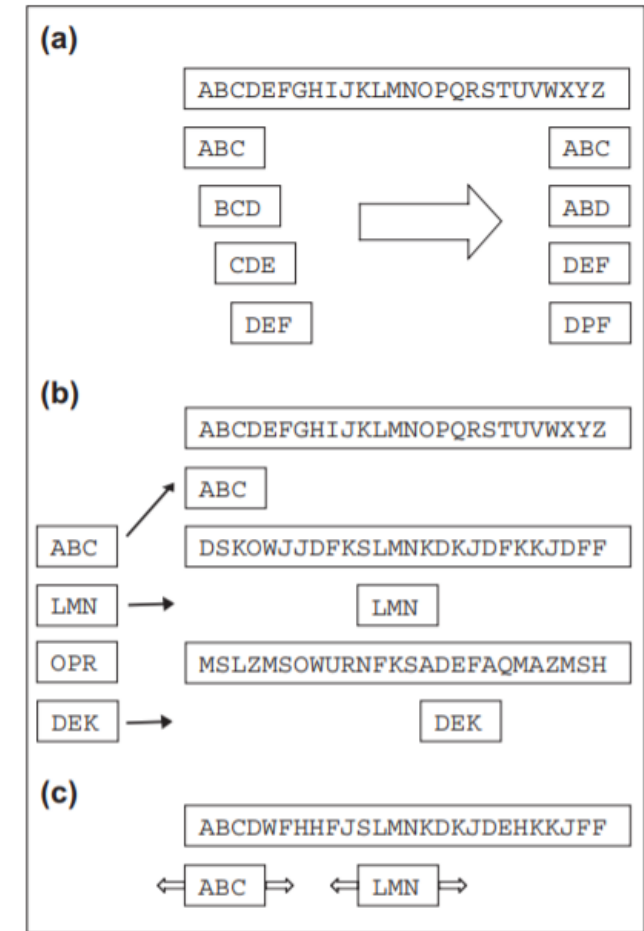 (a)
ABCDEFGHIJKLMNOPQRSTUVWXYZ
ABC ABC
BCD ABD
CDE DEF
DEF DPF
(b)
ABCDEFGHIJKLMNOPQRSTUVWXYZ
ABC
ABC DSKOWJJDFKSLMNKDKJDFKKJDFF
LMN LMN
OPR MSLZMSOWURNFKSADEFAQMAZMSH
DEK DEK
(c)
ABCDWFHHFJSLMNKDKJDEHKKJFF
ABC LMN